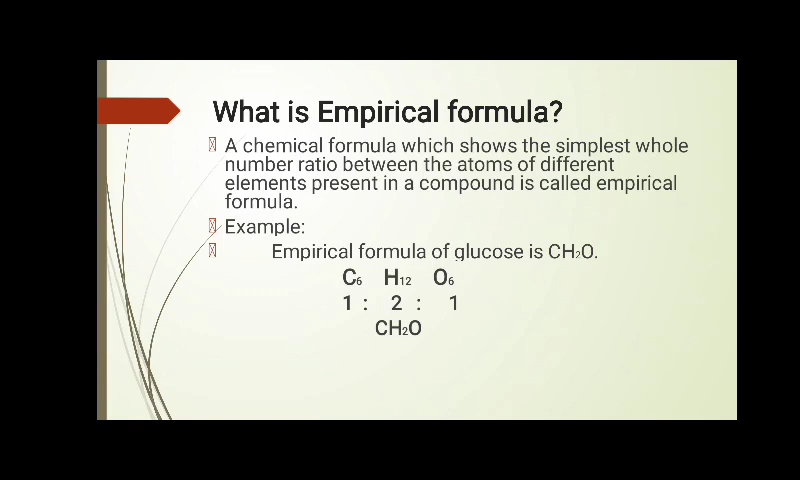 What is Empirical formula?
A chemical formula which shows the simplest whole
number ratio between the atoms of different
elements present in a compound is called empirical
formula.
Example:
Empirical formula of glucose is CH₂O.
C₆ H₁₂ O₆
1 : 2 : 1
CH₂O